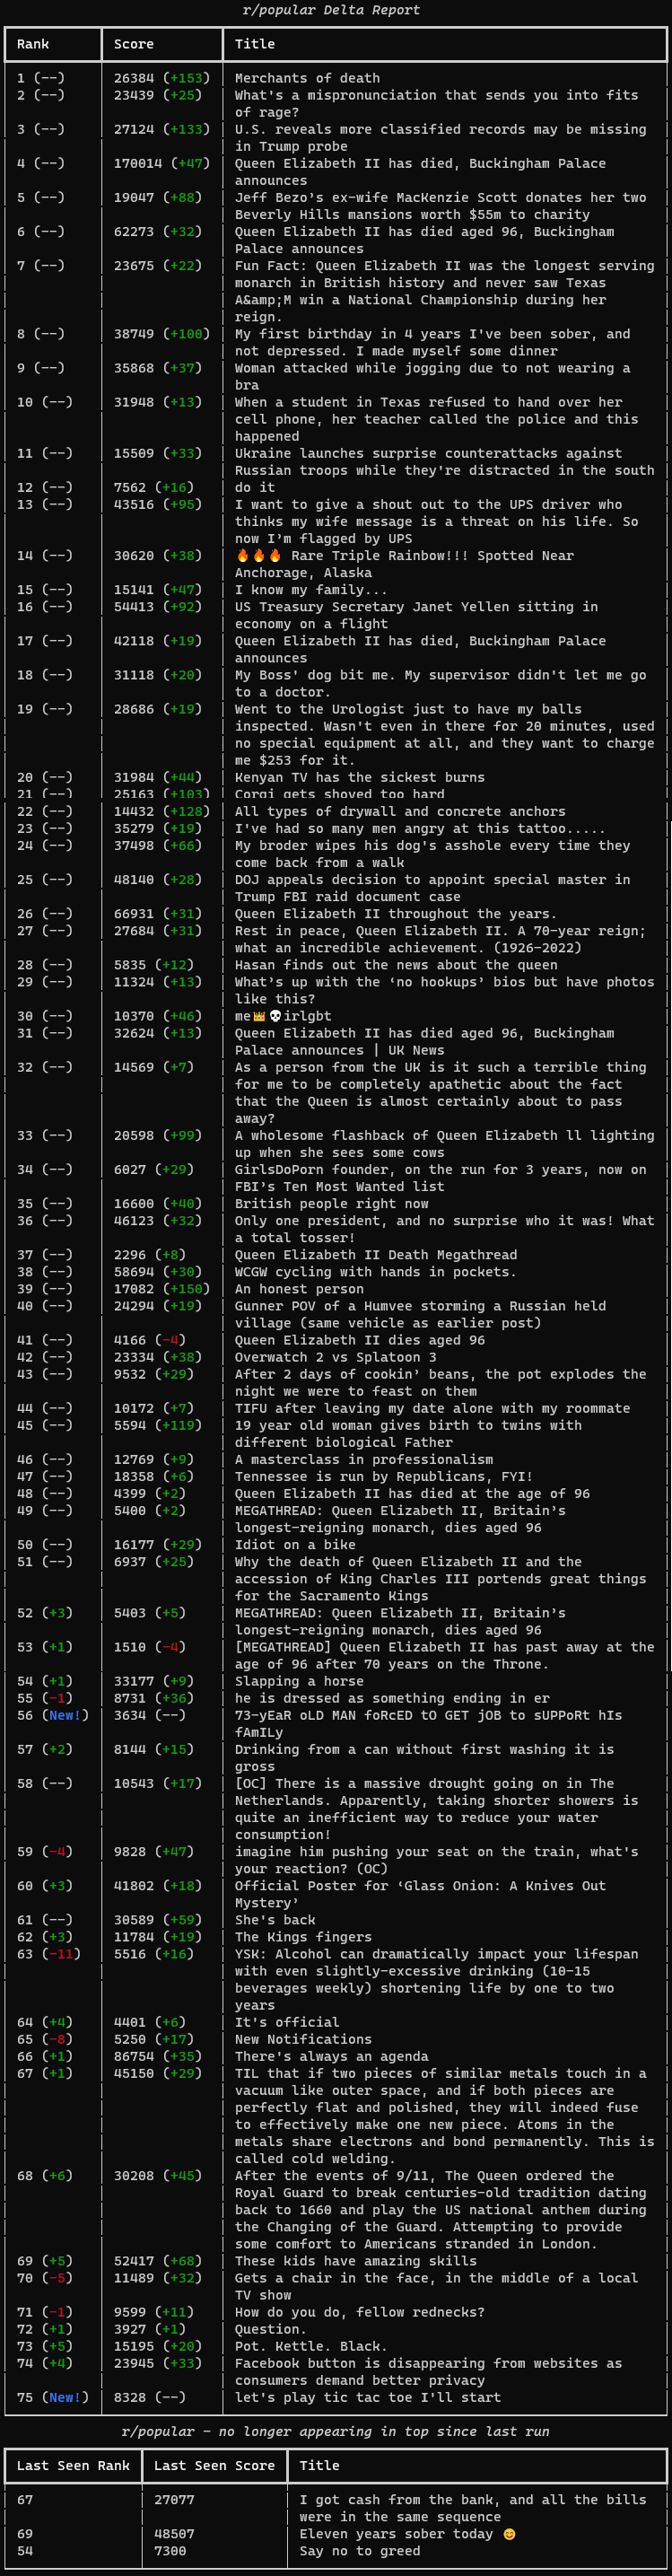 r/popular Delta Report
Rank Score Title
1 (--) 26384 (+153) Merchants of death
2 (--) 23439 (+25) What's a mispronunciation that sends you into fits
of rage?
3 (--) 27124 (+133) U.S. reveals more classified records may be missing
in Trump probe
4 (--) 170014 (+47) Queen Elizabeth II has died, Buckingham Palace
announces
5 (--) 19047 (+88) Jeff Bezo’s ex-wife MacKenzie Scott donates her two
Beverly Hills mansions worth $55m to charity
6 (--) 62273 (+32) Queen Elizabeth II has died aged 96, Buckingham
Palace announces
7 (--) 23675 (+22) Fun Fact: Queen Elizabeth II was the longest serving
monarch in British history and never saw Texas
A&amp;M win a National Championship during her
reign.
8 (--) 38749 (+100) My first birthday in 4 years I've been sober, and
not depressed. I made myself some dinner
9 (--) 35868 (+37) Woman attacked while jogging due to not wearing a
bra
10 (--) 31948 (+13) When a student in Texas refused to hand over her
cell phone, her teacher called the police and this
happened
11 (--) 15509 (+33) Ukraine launches surprise counterattacks against
Russian troops while they're distracted in the south
12 (--) 7562 (+16) do it
13 (--) 43516 (+95) I want to give a shout out to the UPS driver who
thinks my wife message is a threat on his life. So
now I’m flagged by UPS
14 (--) 30620 (+38) 🔥🔥🔥 Rare Triple Rainbow!!! Spotted Near
Anchorage, Alaska
15 (--) 15141 (+47) I know my family...
16 (--) 54413 (+92) US Treasury Secretary Janet Yellen sitting in
economy on a flight
17 (--) 42118 (+19) Queen Elizabeth II has died, Buckingham Palace
announces
18 (--) 31118 (+20) My Boss' dog bit me. My supervisor didn't let me go
to a doctor.
19 (--) 28686 (+19) Went to the Urologist just to have my balls
inspected. Wasn't even in there for 20 minutes, used
no special equipment at all, and they want to charge
me $253 for it.
20 (--) 31984 (+44) Kenyan TV has the sickest burns
21 (--) 25163 (+103) Corgi gets shoved too hard
22 (--) 14432 (+128) All types of drywall and concrete anchors
23 (--) 35279 (+19) I've had so many men angry at this tattoo.....
24 (--) 37498 (+66) My broder wipes his dog's asshole every time they
come back from a walk
25 (--) 48140 (+28) DOJ appeals decision to appoint special master in
Trump FBI raid document case
26 (--) 66931 (+31) Queen Elizabeth II throughout the years.
27 (--) 27684 (+31) Rest in peace, Queen Elizabeth II. A 70-year reign;
what an incredible achievement. (1926-2022)
28 (--) 5835 (+12) Hasan finds out the news about the queen
29 (--) 11324 (+13) What’s up with the ‘no hookups’ bios but have photos
like this?
30 (--) 10370 (+46) me👑💀irlgbt
31 (--) 32624 (+13) Queen Elizabeth II has died aged 96, Buckingham
Palace announces | UK News
32 (--) 14569 (+7) As a person from the UK is it such a terrible thing
for me to be completely apathetic about the fact
that the Queen is almost certainly about to pass
away?
33 (--) 20598 (+99) A wholesome flashback of Queen Elizabeth ll lighting
up when she sees some cows
34 (--) 6027 (+29) GirlsDoPorn founder, on the run for 3 years, now on
FBI’s Ten Most Wanted list
35 (--) 16600 (+40) British people right now
36 (--) 46123 (+32) Only one president, and no surprise who it was! What
a total tosser!
37 (--) 2296 (+8) Queen Elizabeth II Death Megathread
38 (--) 58694 (+30) WCGW cycling with hands in pockets.
39 (--) 17082 (+150) An honest person
40 (--) 24294 (+19) Gunner POV of a Humvee storming a Russian held
village (same vehicle as earlier post)
41 (--) 4166 (-4) Queen Elizabeth II dies aged 96
42 (--) 23334 (+38) Overwatch 2 vs Splatoon 3
43 (--) 9532 (+29) After 2 days of cookin’ beans, the pot explodes the
night we were to feast on them
44 (--) 10172 (+7) TIFU after leaving my date alone with my roommate
45 (--) 5594 (+119) 19 year old woman gives birth to twins with
different biological Father
46 (--) 12769 (+9) A masterclass in professionalism
47 (--) 18358 (+6) Tennessee is run by Republicans, FYI!
48 (--) 4399 (+2) Queen Elizabeth II has died at the age of 96
49 (--) 5400 (+2) MEGATHREAD: Queen Elizabeth II, Britain’s
longest-reigning monarch, dies aged 96
50 (--) 16177 (+29) Idiot on a bike
51 (--) 6937 (+25) Why the death of Queen Elizabeth II and the
accession of King Charles III portends great things
for the Sacramento Kings
52 (+3) 5403 (+5) MEGATHREAD: Queen Elizabeth II, Britain’s
longest-reigning monarch, dies aged 96
53 (+1) 1510 (-4) [MEGATHREAD] Queen Elizabeth II has past away at the
age of 96 after 70 years on the Throne.
54 (+1) 33177 (+9) Slapping a horse
55 (-1) 8731 (+36) he is dressed as something ending in er
56 (New!) 3634 (--) 73-yEaR oLD MAN foRcED tO GET jOB to sUPPoRt hIs
fAmILy
57 (+2) 8144 (+15) Drinking from a can without first washing it is
gross
58 (--) 10543 (+17) [OC] There is a massive drought going on in The
Netherlands. Apparently, taking shorter showers is
quite an inefficient way to reduce your water
consumption!
59 (-4) 9828 (+47) imagine him pushing your seat on the train, what's
your reaction? (OC)
60 (+3) 41802 (+18) Official Poster for ‘Glass Onion: A Knives Out
Mystery’
61 (--) 30589 (+59) She's back
62 (+3) 11784 (+19) The Kings fingers
63 (-11) 5516 (+16) YSK: Alcohol can dramatically impact your lifespan
with even slightly-excessive drinking (10-15
beverages weekly) shortening life by one to two
years
64 (+4) 4401 (+6) It's official
65 (-8) 5250 (+17) New Notifications
66 (+1) 86754 (+35) There's always an agenda
67 (+1) 45150 (+29) TIL that if two pieces of similar metals touch in a
vacuum like outer space, and if both pieces are
perfectly flat and polished, they will indeed fuse
to effectively make one new piece. Atoms in the
metals share electrons and bond permanently. This is
called cold welding.
68 (+6) 30208 (+45) After the events of 9/11, The Queen ordered the
Royal Guard to break centuries-old tradition dating
back to 1660 and play the US national anthem during
the Changing of the Guard. Attempting to provide
some comfort to Americans stranded in London.
69 (+5) 52417 (+68) These kids have amazing skills
70 (-5) 11489 (+32) Gets a chair in the face, in the middle of a local
TV show
71 (-1) 9599 (+11) How do you do, fellow rednecks?
72 (+1) 3927 (+1) Question.
73 (+5) 15195 (+20) Pot. Kettle. Black.
74 (+4) 23945 (+33) Facebook button is disappearing from websites as
consumers demand better privacy
75 (New!) 8328 (--) let's play tic tac toe I'll start
r/popular - no longer appearing in top since last run
Last Seen Rank Last Seen Score Title
67 27077 I got cash from the bank, and all the bills
were in the same sequence
69 48507 Eleven years sober today 😊
54 7300 Say no to greed